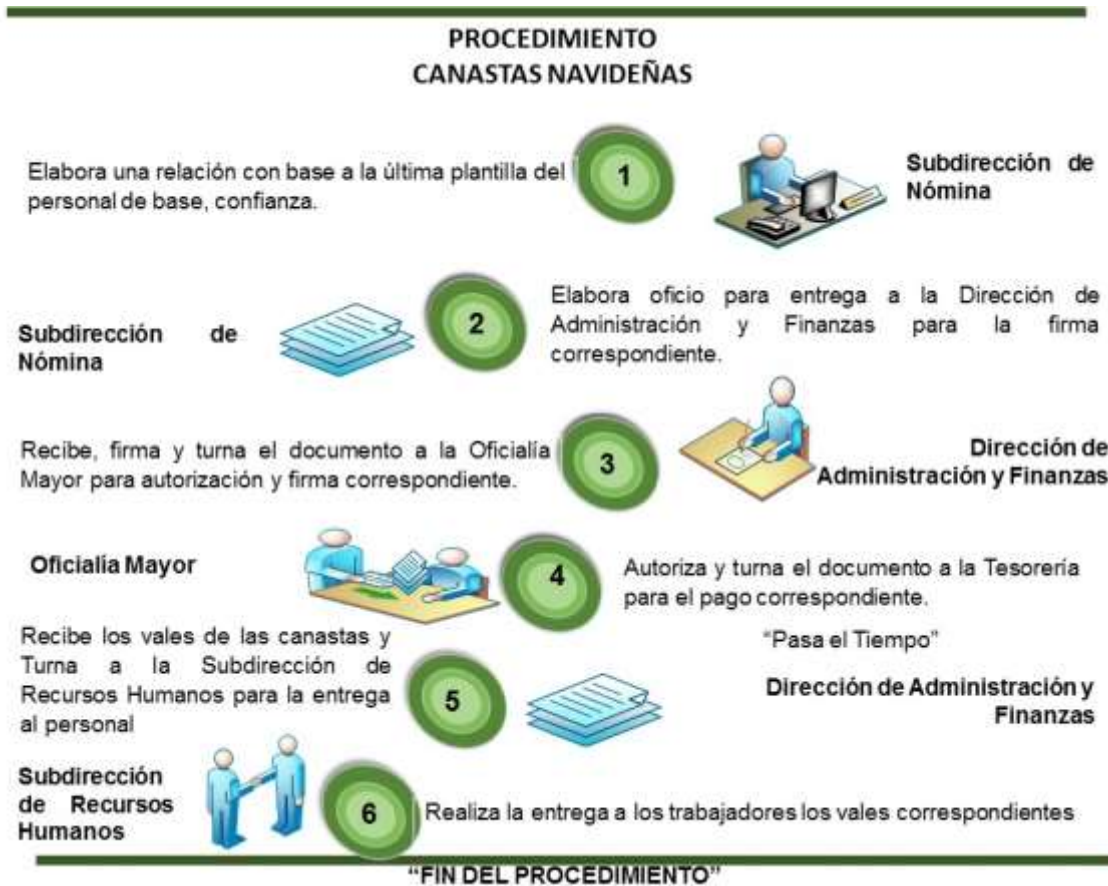 PROCEDIMIENTO
CANASTAS NAVIDEÑAS
Elabora una relación con base a la última plantilla del
personal de base, confianza.
1
Subdirección de
Nómina
Subdirección de
Nómina
2
Elabora oficio para entrega a la Dirección de
Administración y Finanzas para la firma
correspondiente.
Recibe, firma y turna el documento a la Oficialía
Mayor para autorización y firma correspondiente.
3
Dirección de
Administración y Finanzas
Oficialía Mayor
4
Autoriza y turna el documento a la Tesorería
para el pago correspondiente.
“Pasa el Tiempo”
Recibe los vales de las canastas y
Turna a la Subdirección de
Recursos Humanos para la entrega
al personal
5
Dirección de Administración y
Finanzas
Subdirección
de Recursos
Humanos
6
Realiza la entrega a los trabajadores los vales correspondientes
“FIN DEL PROCEDIMIENTO”